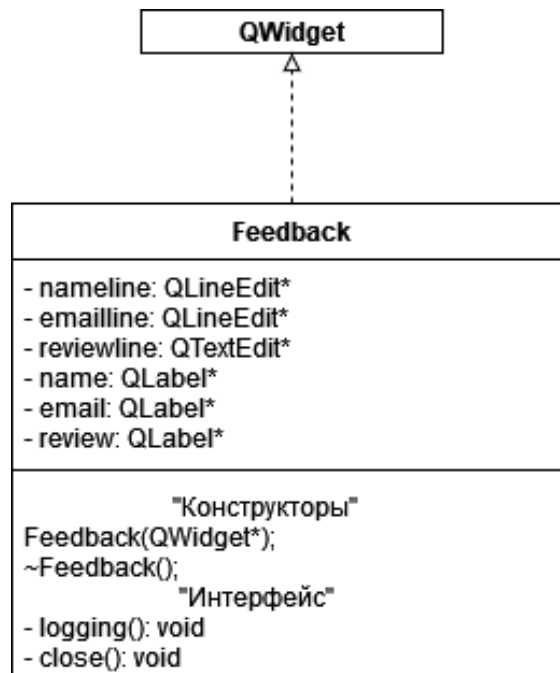 QWidget
Feedback
- nameline: QLineEdit*
- emailline: QLineEdit*
- reviewline: QTextEdit*
- name: QLabel*
- email: QLabel*
- review: QLabel*
"Конструкторы"
Feedback(QWidget*);
~Feedback();
"Интерфейс"
- logging(): void
- close(): void